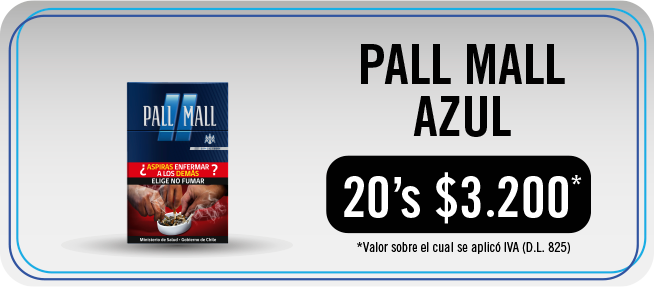 PALL MALL
¿ASPIRAS ENFERMAR
A LOS DEMÁS?
ELIGE NO FUMAR
Ministerio de Salud - Gobierno de Chile
PALL MALL
AZUL
20's $3.200*
*Valor sobre el cual se aplicó IVA (D.L. 825)